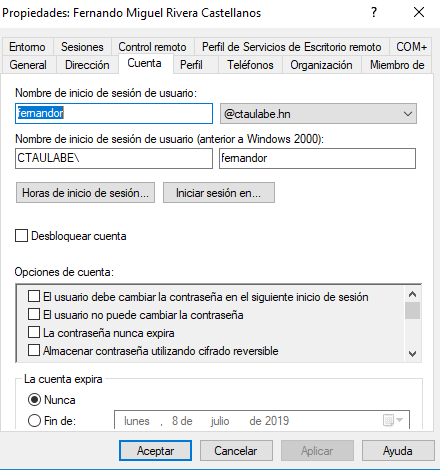 Propiedades: Fernando Miguel Rivera Castellanos ? ×
Entorno Sesiones Control remoto Perfil de Servicios de Escritorio remoto COM+
General Dirección Cuenta Perfil Teléfonos Organización Miembro de
Nombre de inicio de sesión de usuario:
fernandor @ctaulabe.hn
Nombre de inicio de sesión de usuario (anterior a Windows 2000):
CTAULABE\ fernandor
Horas de inicio de sesión... Iniciar sesión en...
Desbloquear cuenta
Opciones de cuenta:
El usuario debe cambiar la contraseña en el siguiente inicio de sesión
El usuario no puede cambiar la contraseña
La contraseña nunca expira
Almacenar contraseña utilizando cifrado reversible
La cuenta expira
Nunca
Fin de: lunes , 8 de julio de 2019
Aceptar Cancelar Aplicar Ayuda